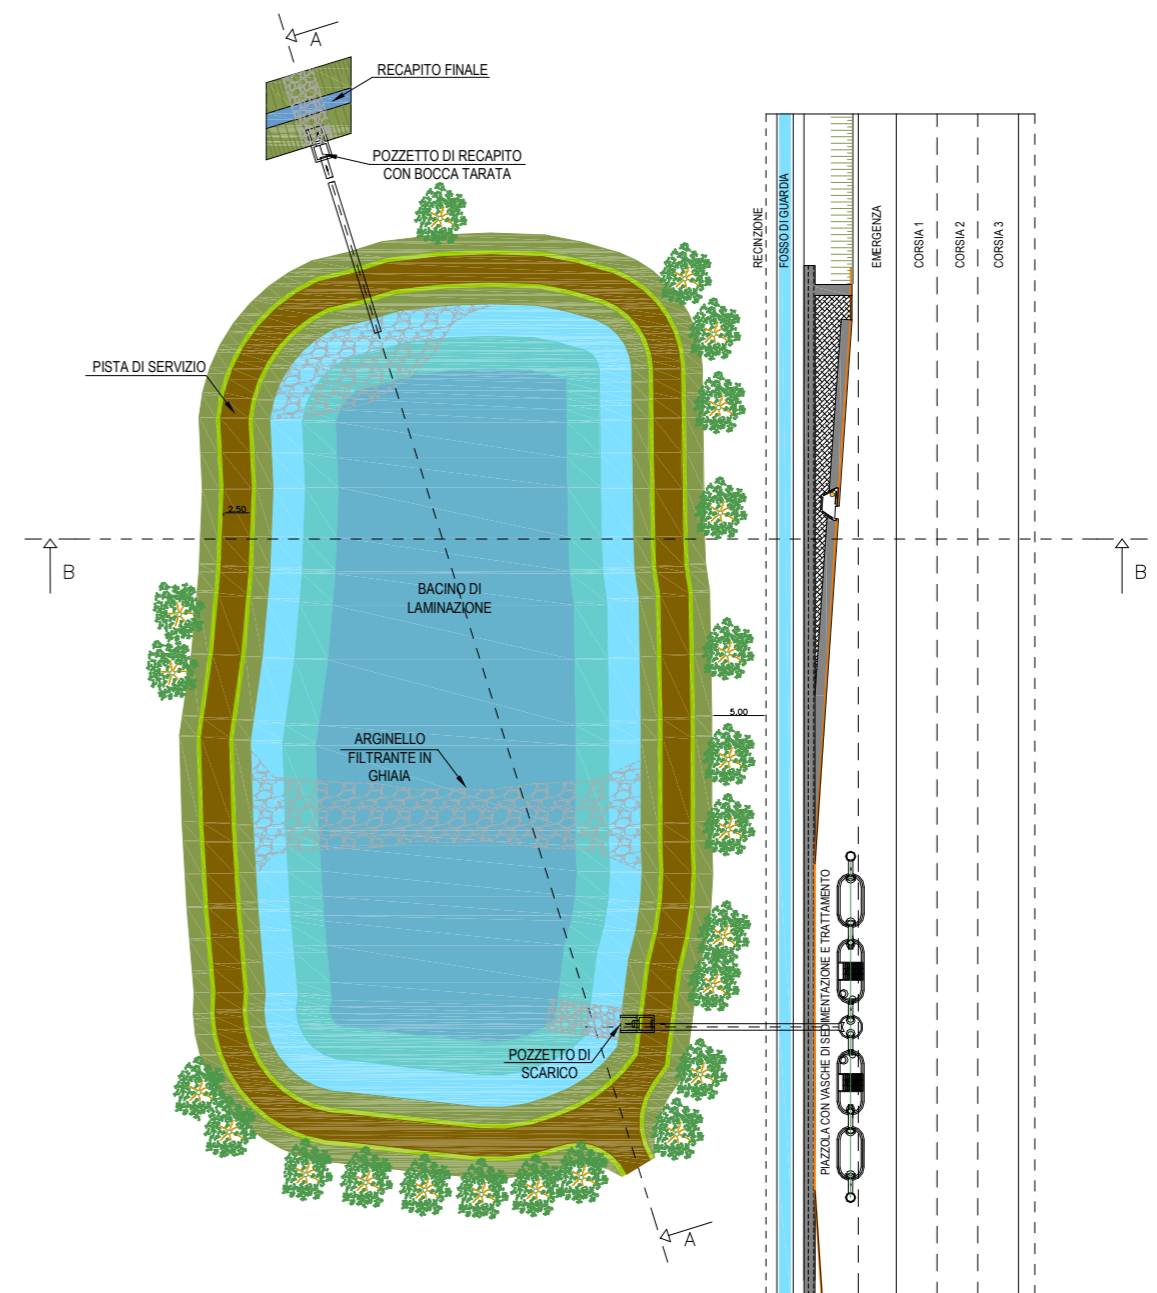 A
RECAPITO FINALE
POZZETTO DI RECAPITO
CON BOCCA TARATA
RECINZIONE
FOSSO DI GUARDIA
EMERGENZA
CORSIA 1
CORSIA 2
CORSIA 3
PISTA DI SERVIZIO
2.50
B
B
BACINO DI
LAMINAZIONE
5.00
ARGINELLO
FILTRANTE IN
GHIAIA
PIAZZOLA CON VASCHE DI SEDIMENTAZIONE E TRATTAMENTO
POZZETTO DI
SCARICO
A